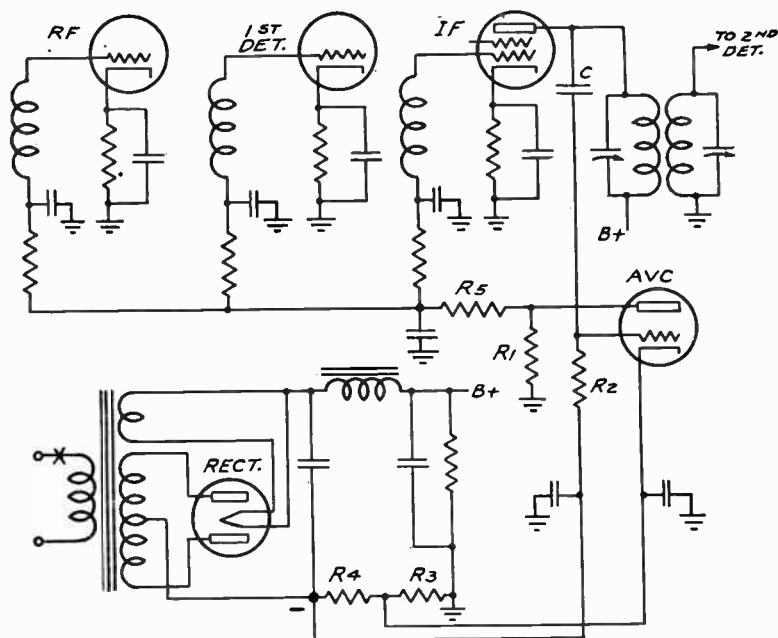 RF
1ST
DET.
IF
C
TO 2ND
DET.
B+
AVC
R5
R1
R2
B+
RECT.
R4
R3
−